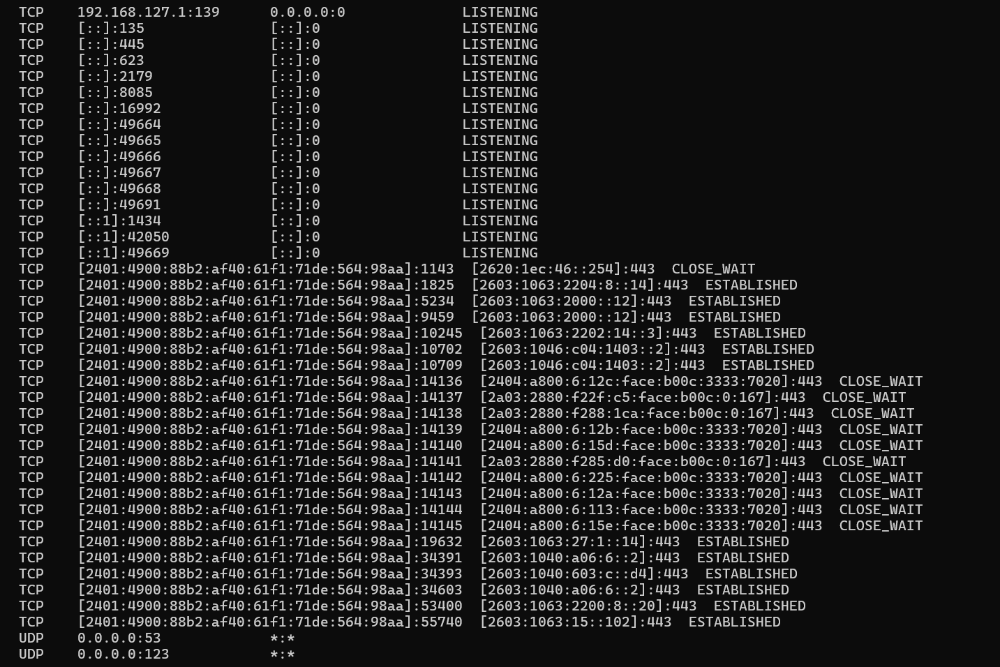 TCP    192.168.127.1:139      0.0.0.0:0              LISTENING
TCP    [::]:135               [::]:0                 LISTENING
TCP    [::]:445               [::]:0                 LISTENING
TCP    [::]:623               [::]:0                 LISTENING
TCP    [::]:2179              [::]:0                 LISTENING
TCP    [::]:8085              [::]:0                 LISTENING
TCP    [::]:16992             [::]:0                 LISTENING
TCP    [::]:49664             [::]:0                 LISTENING
TCP    [::]:49665             [::]:0                 LISTENING
TCP    [::]:49666             [::]:0                 LISTENING
TCP    [::]:49667             [::]:0                 LISTENING
TCP    [::]:49668             [::]:0                 LISTENING
TCP    [::]:49691             [::]:0                 LISTENING
TCP    [::1]:1434             [::]:0                 LISTENING
TCP    [::1]:42050            [::]:0                 LISTENING
TCP    [::1]:49669            [::]:0                 LISTENING
TCP    [2401:4900:88b2:af40:61f1:71de:564:98aa]:1143  [2620:1ec:46::254]:443  CLOSE_WAIT
TCP    [2401:4900:88b2:af40:61f1:71de:564:98aa]:1825  [2603:1063:2204:8::14]:443  ESTABLISHED
TCP    [2401:4900:88b2:af40:61f1:71de:564:98aa]:5234  [2603:1063:2000::12]:443  ESTABLISHED
TCP    [2401:4900:88b2:af40:61f1:71de:564:98aa]:9459  [2603:1063:2000::12]:443  ESTABLISHED
TCP    [2401:4900:88b2:af40:61f1:71de:564:98aa]:10245  [2603:1063:2202:14::3]:443  ESTABLISHED
TCP    [2401:4900:88b2:af40:61f1:71de:564:98aa]:10702  [2603:1046:c04:1403::2]:443  ESTABLISHED
TCP    [2401:4900:88b2:af40:61f1:71de:564:98aa]:10709  [2603:1046:c04:1403::2]:443  ESTABLISHED
TCP    [2401:4900:88b2:af40:61f1:71de:564:98aa]:14136  [2404:a800:6:12c:face:b00c:3333:7020]:443  CLOSE_WAIT
TCP    [2401:4900:88b2:af40:61f1:71de:564:98aa]:14137  [2a03:2880:f22f:c5:face:b00c:0:167]:443  CLOSE_WAIT
TCP    [2401:4900:88b2:af40:61f1:71de:564:98aa]:14138  [2a03:2880:f288:1ca:face:b00c:0:167]:443  CLOSE_WAIT
TCP    [2401:4900:88b2:af40:61f1:71de:564:98aa]:14139  [2404:a800:6:12b:face:b00c:3333:7020]:443  CLOSE_WAIT
TCP    [2401:4900:88b2:af40:61f1:71de:564:98aa]:14140  [2404:a800:6:15d:face:b00c:3333:7020]:443  CLOSE_WAIT
TCP    [2401:4900:88b2:af40:61f1:71de:564:98aa]:14141  [2a03:2880:f285:d0:face:b00c:0:167]:443  CLOSE_WAIT
TCP    [2401:4900:88b2:af40:61f1:71de:564:98aa]:14142  [2404:a800:6:225:face:b00c:3333:7020]:443  CLOSE_WAIT
TCP    [2401:4900:88b2:af40:61f1:71de:564:98aa]:14143  [2404:a800:6:12a:face:b00c:3333:7020]:443  CLOSE_WAIT
TCP    [2401:4900:88b2:af40:61f1:71de:564:98aa]:14144  [2404:a800:6:113:face:b00c:3333:7020]:443  CLOSE_WAIT
TCP    [2401:4900:88b2:af40:61f1:71de:564:98aa]:14145  [2404:a800:6:15e:face:b00c:3333:7020]:443  CLOSE_WAIT
TCP    [2401:4900:88b2:af40:61f1:71de:564:98aa]:19632  [2603:1063:27:1::14]:443  ESTABLISHED
TCP    [2401:4900:88b2:af40:61f1:71de:564:98aa]:34391  [2603:1040:a06:6::2]:443  ESTABLISHED
TCP    [2401:4900:88b2:af40:61f1:71de:564:98aa]:34393  [2603:1040:603:c::d4]:443  ESTABLISHED
TCP    [2401:4900:88b2:af40:61f1:71de:564:98aa]:34603  [2603:1040:a06:6::2]:443  ESTABLISHED
TCP    [2401:4900:88b2:af40:61f1:71de:564:98aa]:53400  [2603:1063:2200:8::20]:443  ESTABLISHED
TCP    [2401:4900:88b2:af40:61f1:71de:564:98aa]:55740  [2603:1063:15::102]:443  ESTABLISHED
UDP    0.0.0.0:53             *:*
UDP    0.0.0.0:123            *:*